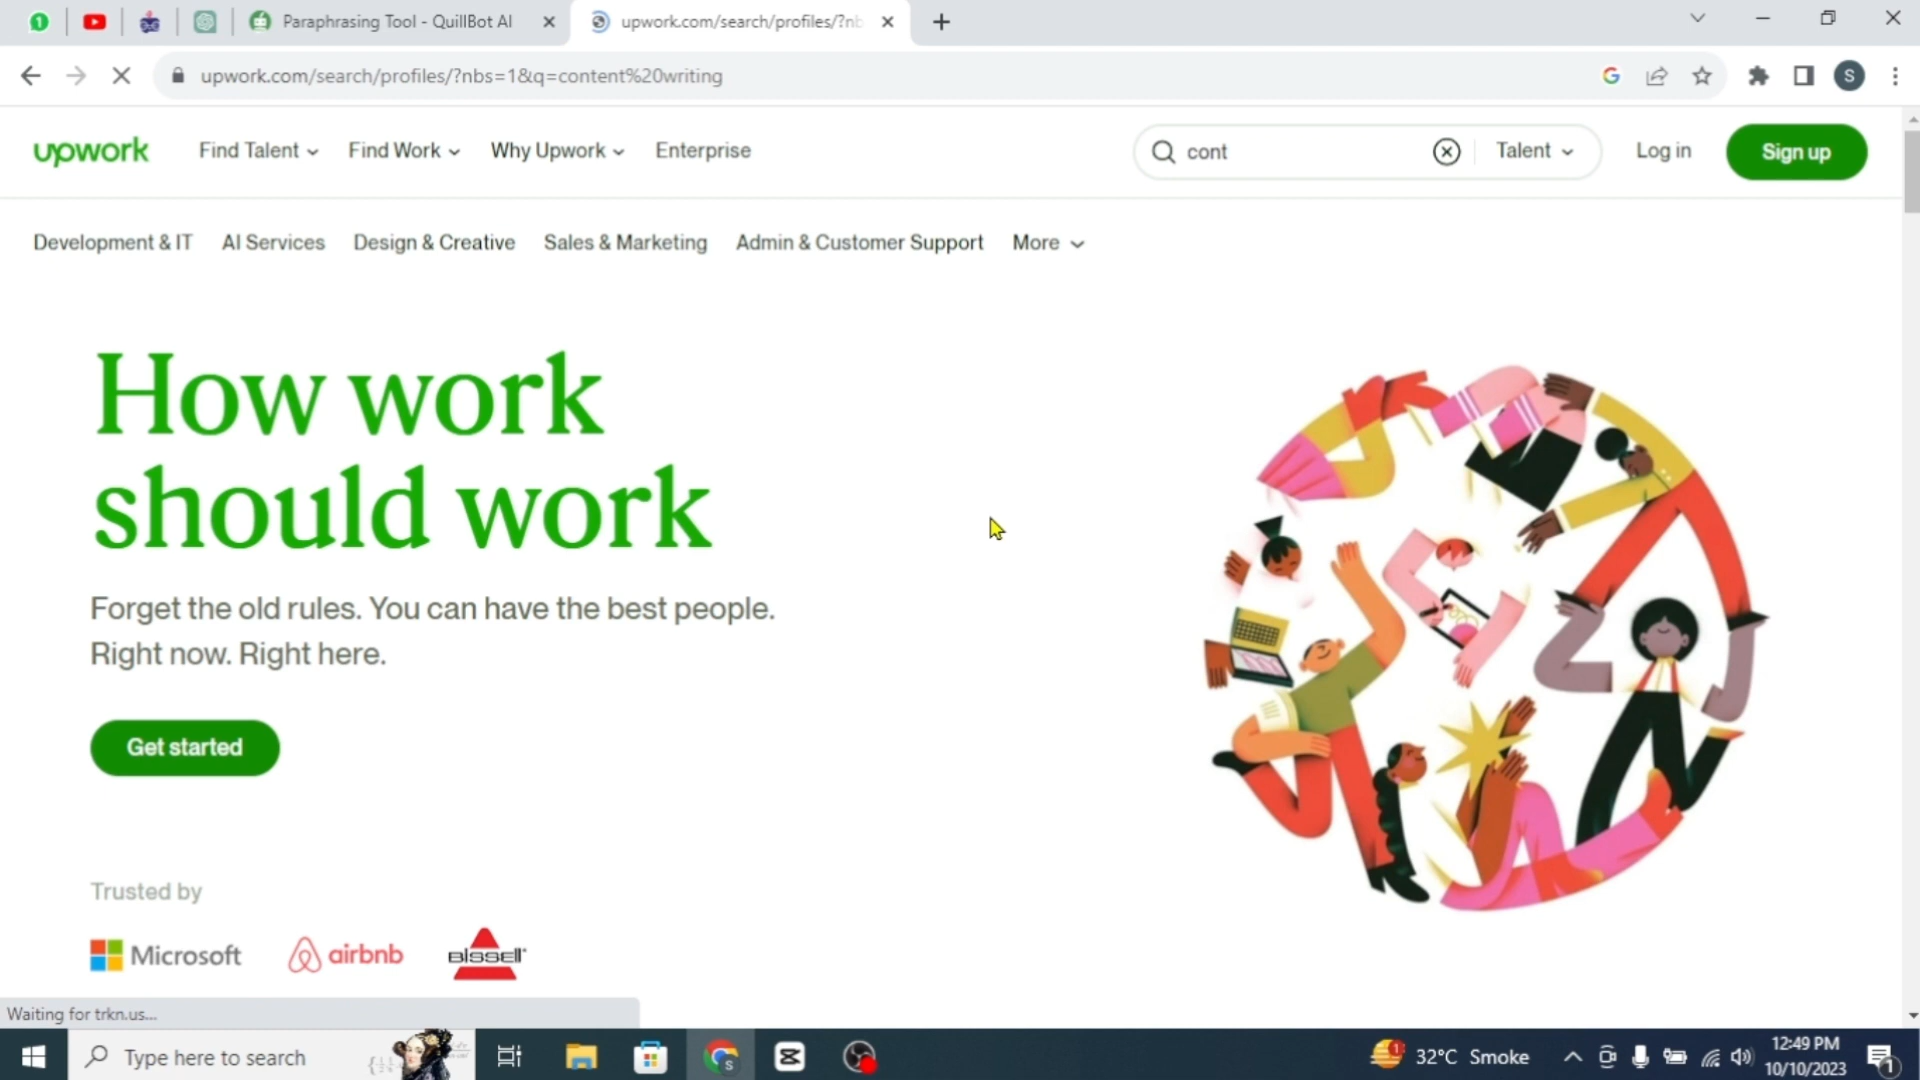 Paraphrasing Tool - QuillBot AI
upwork.com/search/profiles/?nb
upwork.com/search/profiles/?nbs=1&q=content%20writing
S
upwork
Find Talent
Find Work
Why Upwork
Enterprise
cont
Talent
Log in
Sign up
Development & IT
AI Services
Design & Creative
Sales & Marketing
Admin & Customer Support
More
How work
should work
Forget the old rules. You can have the best people.
Right now. Right here.
Get started
Trusted by
Microsoft
airbnb
BISSELL
Waiting for trkn.us...
Type here to search
32°C Smoke
12:49 PM
10/10/2023